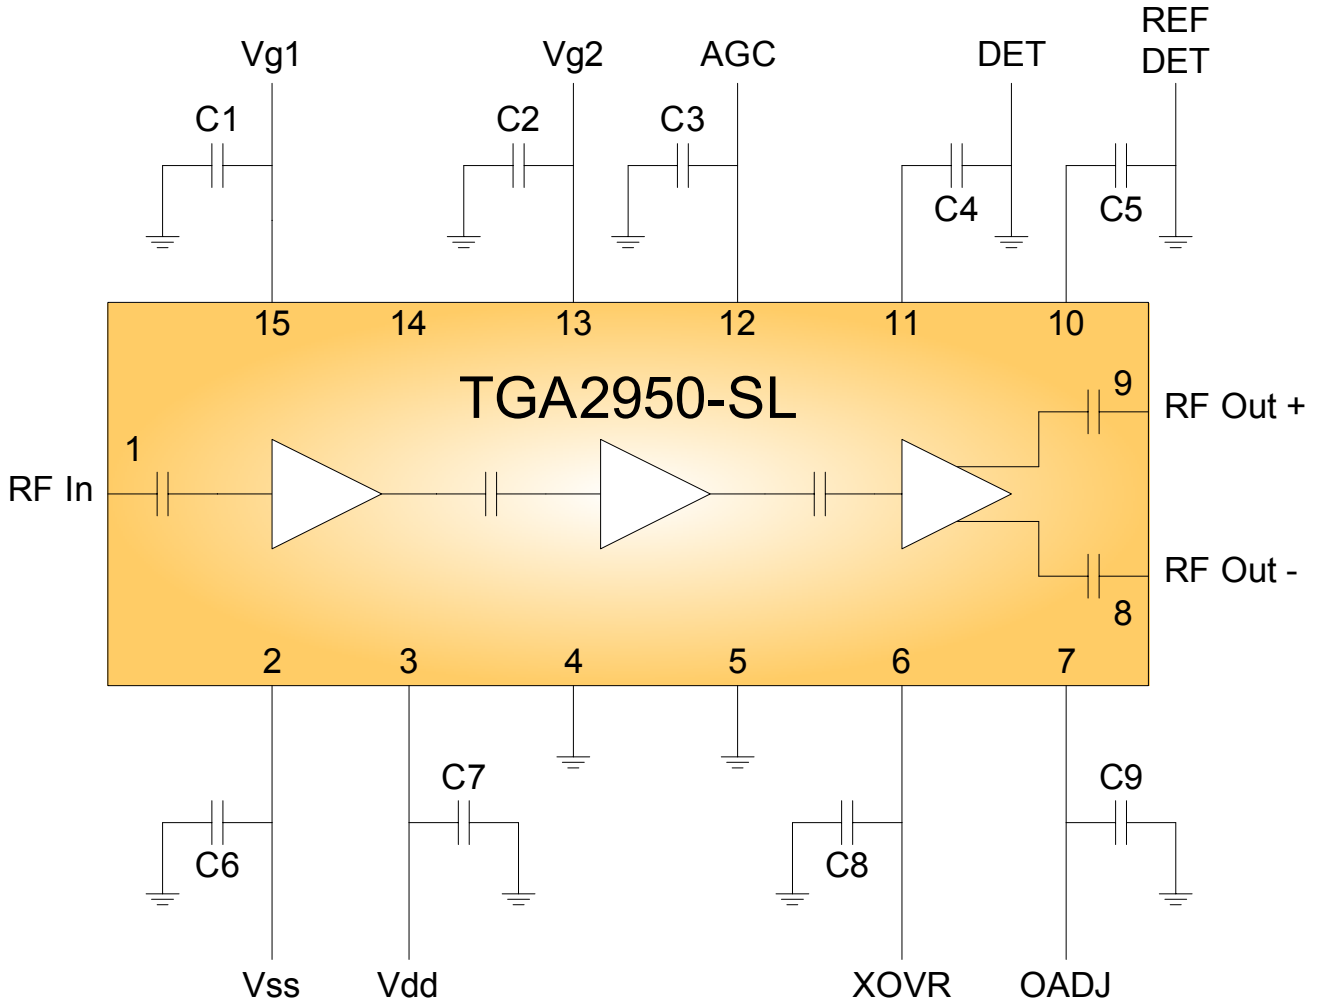 REF
Vg1 Vg2 AGC DET DET
C1 C2 C3
C4 C5
15 14 13 12 11 10
TGA2950-SL
9
RF Out +
1
RF In
RF Out -
8
2 3 4 5 6 7
C7 C9
C6 C8
Vss Vdd XOVR OADJ